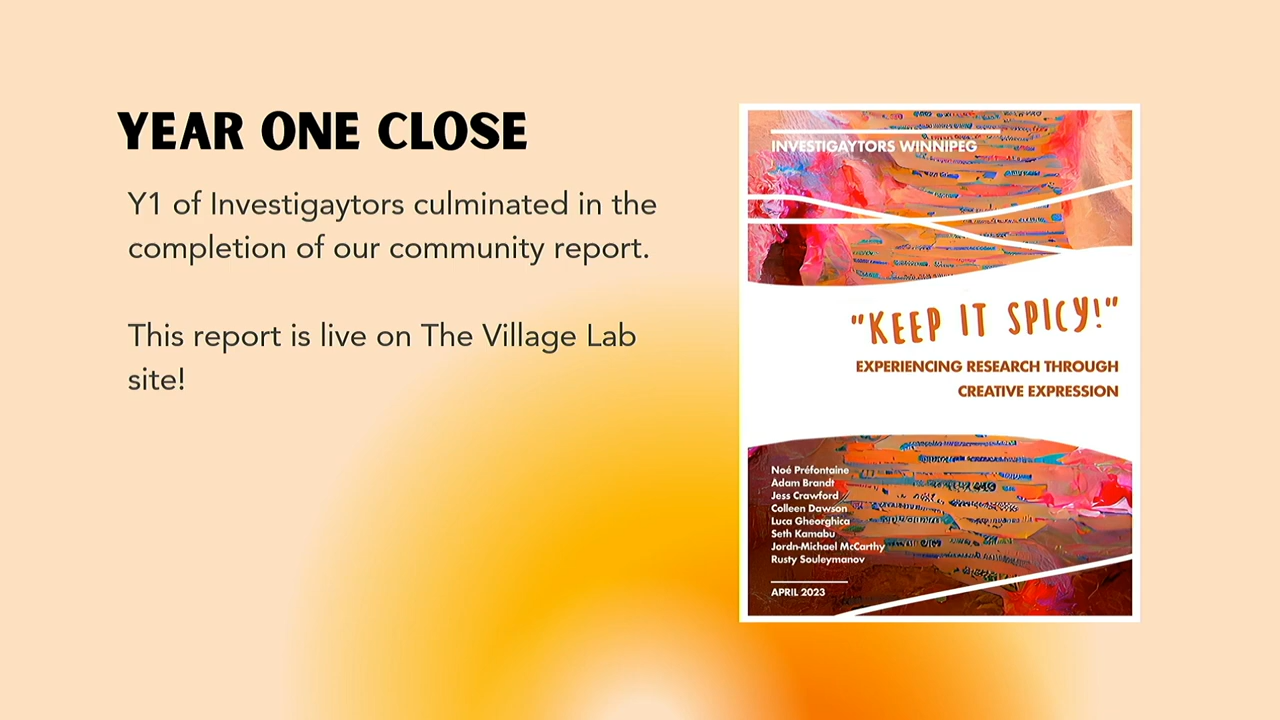 YEAR ONE CLOSE
Y1 of Investigaytors culminated in the
completion of our community report.
This report is live on The Village Lab
site!
INVESTIGAYTORS WINNIPEG
"KEEP IT SPICY!"
EXPERIENCING RESEARCH THROUGH
CREATIVE EXPRESSION
Noé Préfontaine
Adam Brandt
Jess Crawford
Colleen Dawson
Luca Gheorghica
Seth Kamabu
Jordn-Michael McCarthy
Rusty Souleymanov
APRIL 2023